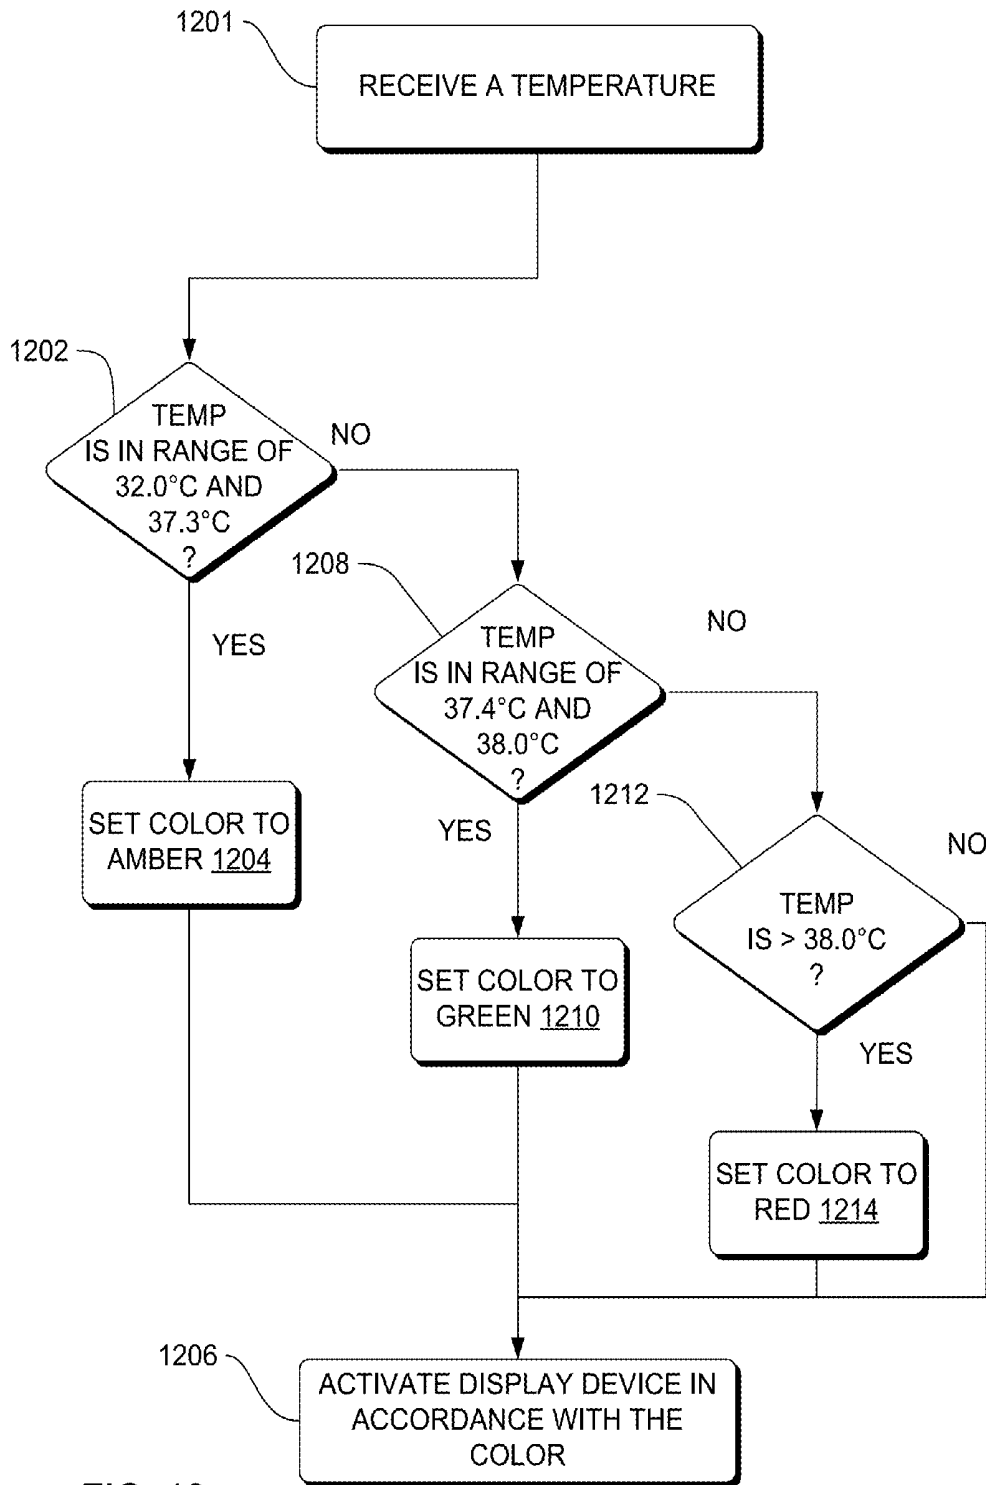 1201
RECEIVE A TEMPERATURE
1202
TEMP
IS IN RANGE OF
32.0°C AND
37.3°C
?
NO
YES
1208
TEMP
IS IN RANGE OF
37.4°C AND
38.0°C
?
NO
YES
SET COLOR TO
AMBER 1204
1212
TEMP
IS > 38.0°C
?
NO
YES
SET COLOR TO
GREEN 1210
SET COLOR TO
RED 1214
1206
ACTIVATE DISPLAY DEVICE IN
ACCORDANCE WITH THE
COLOR